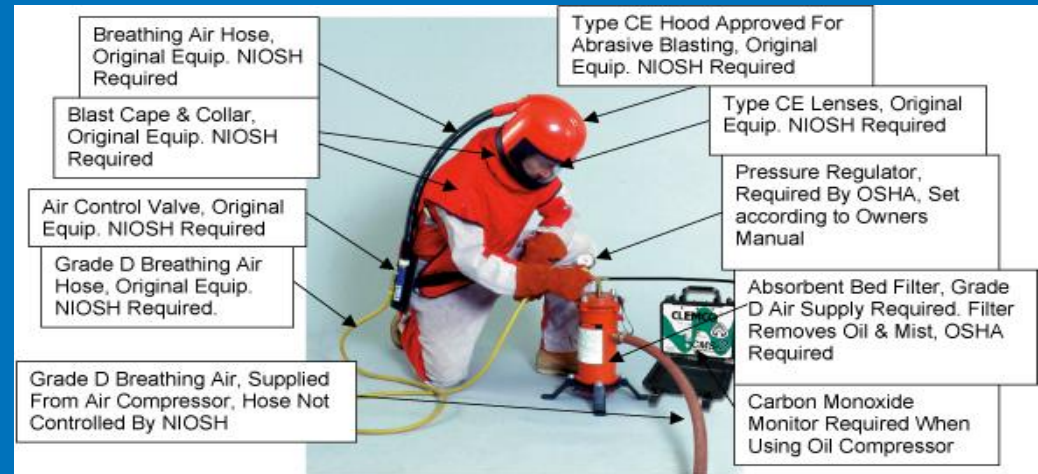 Breathing Air Hose,
Original Equip. NIOSH
Required
Blast Cape & Collar,
Original Equip. NIOSH
Required
Air Control Valve, Original
Equip. NIOSH Required
Grade D Breathing Air
Hose, Original Equip.
NIOSH Required.
Grade D Breathing Air, Supplied
From Air Compressor, Hose Not
Controlled By NIOSH
Type CE Hood Approved For
Abrasive Blasting, Original
Equip. NIOSH Required
Type CE Lenses, Original
Equip. NIOSH Required
Pressure Regulator,
Required By OSHA, Set
according to Owners
Manual
Absorbent Bed Filter, Grade
D Air Supply Required. Filter
Removes Oil & Mist, OSHA
Required
Carbon Monoxide
Monitor Required When
Using Oil Compressor
CLEMCO